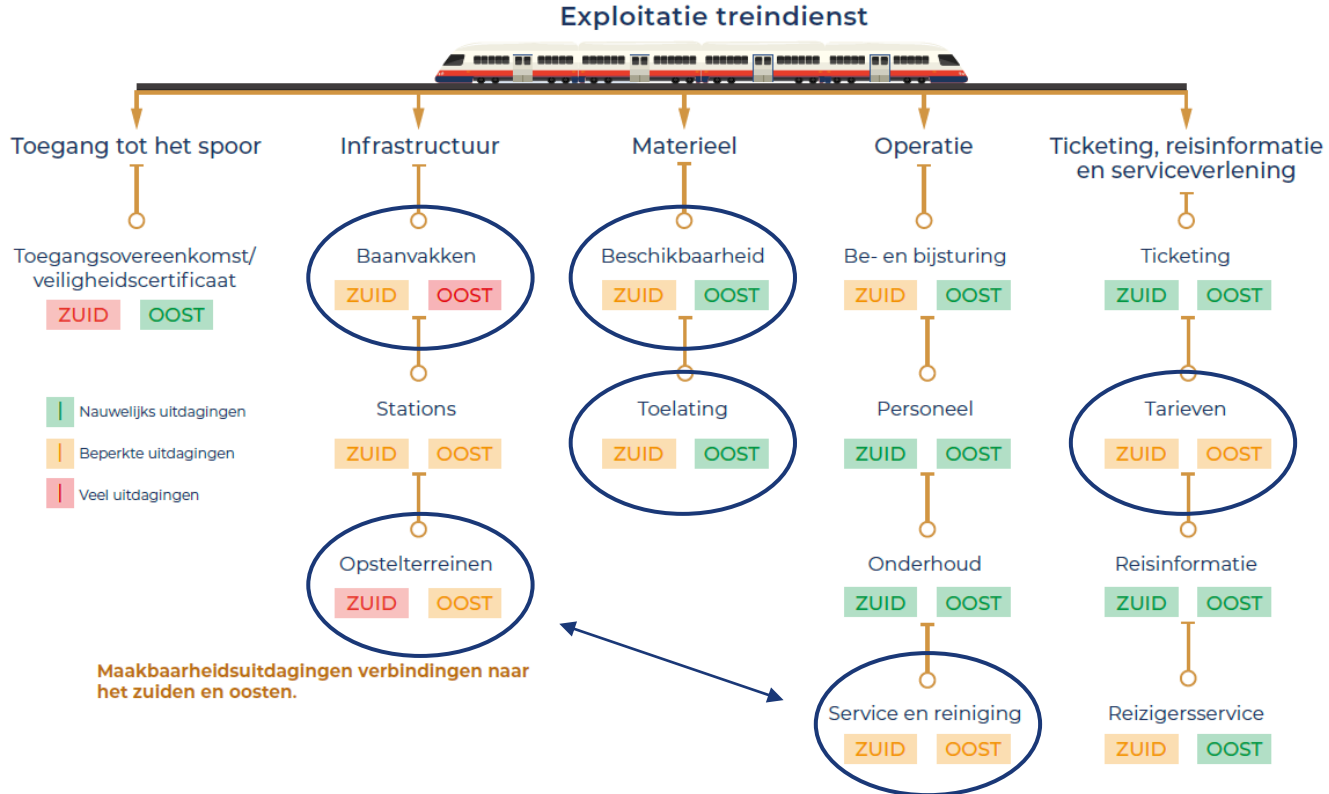 Exploitatie treindienst
Toegang tot het spoor
Infrastructuur
Materieel
Operatie
Ticketing, reisinformatie
en serviceverlening
Toegangsovereenkomst/
veiligheidscertificaat
ZUID OOST
Baanvakken
ZUID OOST
Beschikbaarheid
ZUID OOST
Be- en bijsturing
ZUID OOST
Ticketing
ZUID OOST
Nauwelijks uitdagingen
Beperkte uitdagingen
Veel uitdagingen
Stations
ZUID OOST
Toelating
ZUID OOST
Personeel
ZUID OOST
Tarieven
ZUID OOST
Opstelterreinen
ZUID OOST
Onderhoud
ZUID OOST
Reisinformatie
ZUID OOST
Maakbaarheidsuitdagingen verbindingen naar
het zuiden en oosten.
Service en reiniging
ZUID OOST
Reizigersservice
ZUID OOST